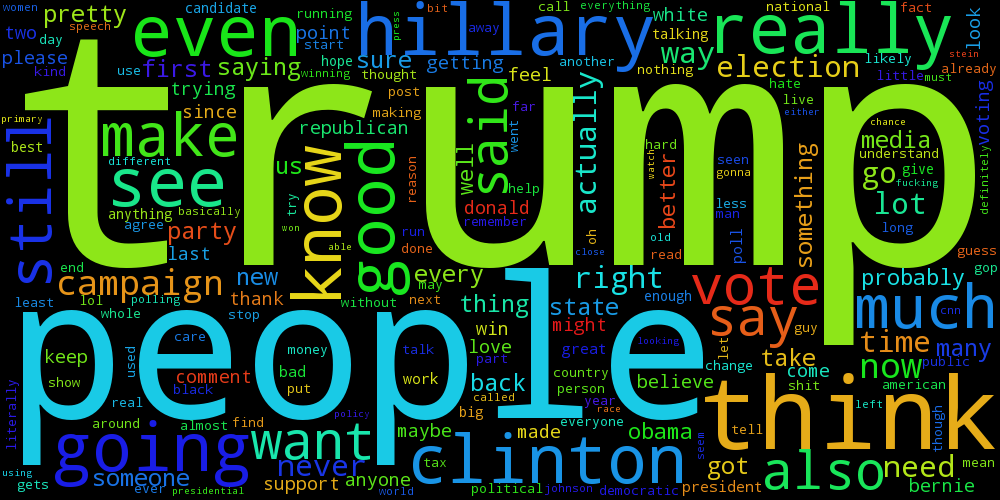 women
pretty
candidate
running
call
everything
white
national
fact
speech
even
hillary
really
look
two
day
point
start
press
bit
away
talking
way
stein
please
kind
use
first
saying
hope
winning
sure
thought
getting
another
nothing
election
likely
little
already
must
trump
trying
since
post
making
feel
far
hate
live
either
voting
primary
best
still
make
republican
said
went
actually
hard
watch
seen
gonna
chance
media
understand
different
see
us
know
good
reason
well
help
better
less
man
something
go
give
fucking
definitely
anything
basically
agree
try
won
donald
remember
lot
party
last
able
run
done
oh
close
old
read
poll
long
guess
gop
end
campaign
new
every
may
right
vote
probably
least
lol
polling
whole
thank
stop
without
next
thing
state
enough
say
guy
much
cnn
people
care
win
might
let
time
many
keep
show
used
money
bad
put
talk
work
love
part
great
looking
change
take
now
public
comment
black
real
back
called
country
person
year
believe
come
shit
american
literally
around
almost
find
policy
big
race
everyone
think
left
though
going
want
maybe
made
obama
seem
tell
using
gets
someone
ever
never
presidential
support
anyone
world
tax
clinton
political
johnson
democratic
got
president
also
need
mean
bernie